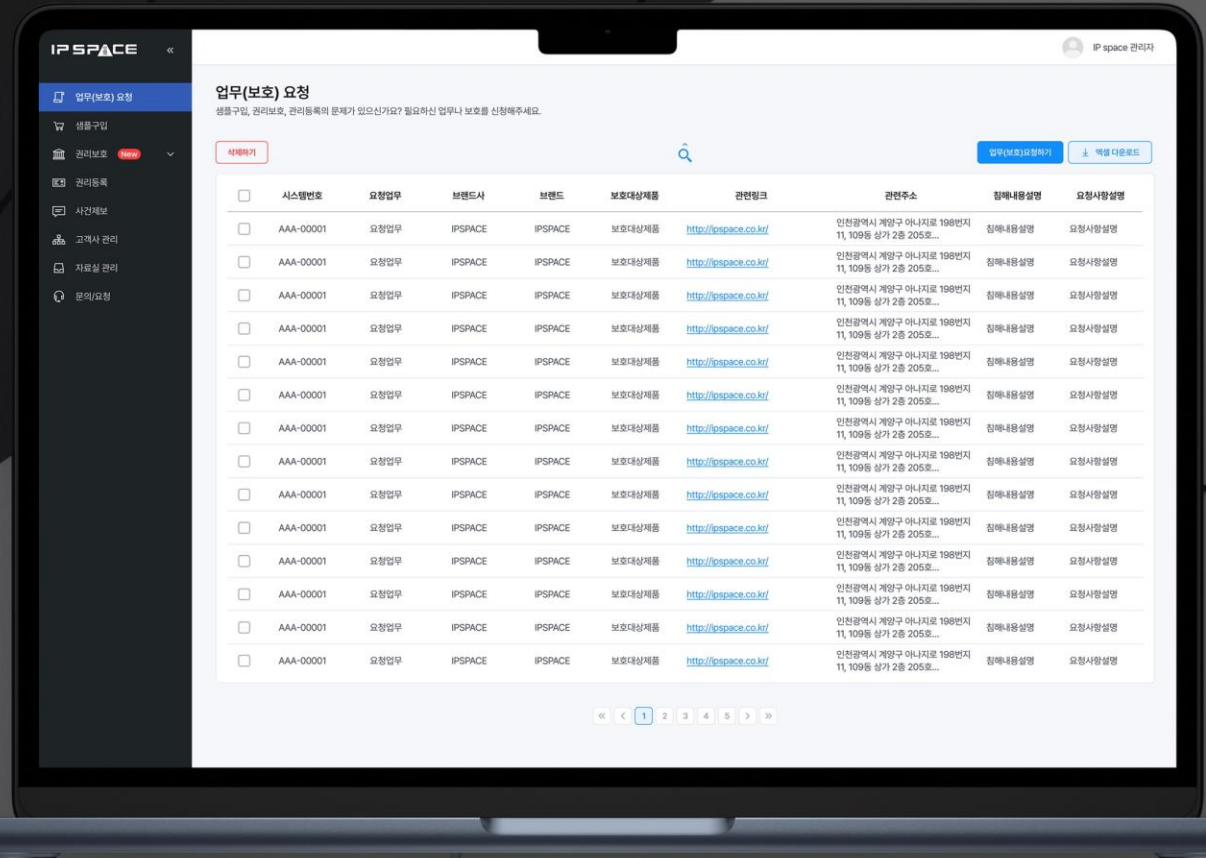 IP SPACE «
IP space 관리자
업무(보호) 요청
샘플구입
권리보호 New
권리등록
사건제보
고객사 관리
자료실 관리
문의/요청
업무(보호) 요청
샘플구입, 권리보호, 관리등록의 문제가 있으신가요? 필요하신 업무나 보호를 신청해주세요.
삭제하기
업무(보호)요청하기
엑셀 다운로드
시스템번호 요청업무 브랜드사 브랜드 보호대상제품 관련링크 관련주소 침해내용설명 요청사항설명
AAA-00001 요청업무 IPSPACE IPSPACE 보호대상제품 http://ipspace.co.kr/ 인천광역시 계양구 아나지로 198번지 침해내용설명 요청사항설명
11, 109동 상가 2층 205호...
AAA-00001 요청업무 IPSPACE IPSPACE 보호대상제품 http://ipspace.co.kr/ 인천광역시 계양구 아나지로 198번지 침해내용설명 요청사항설명
11, 109동 상가 2층 205호...
AAA-00001 요청업무 IPSPACE IPSPACE 보호대상제품 http://ipspace.co.kr/ 인천광역시 계양구 아나지로 198번지 침해내용설명 요청사항설명
11, 109동 상가 2층 205호...
AAA-00001 요청업무 IPSPACE IPSPACE 보호대상제품 http://ipspace.co.kr/ 인천광역시 계양구 아나지로 198번지 침해내용설명 요청사항설명
11, 109동 상가 2층 205호...
AAA-00001 요청업무 IPSPACE IPSPACE 보호대상제품 http://ipspace.co.kr/ 인천광역시 계양구 아나지로 198번지 침해내용설명 요청사항설명
11, 109동 상가 2층 205호...
AAA-00001 요청업무 IPSPACE IPSPACE 보호대상제품 http://ipspace.co.kr/ 인천광역시 계양구 아나지로 198번지 침해내용설명 요청사항설명
11, 109동 상가 2층 205호...
AAA-00001 요청업무 IPSPACE IPSPACE 보호대상제품 http://ipspace.co.kr/ 인천광역시 계양구 아나지로 198번지 침해내용설명 요청사항설명
11, 109동 상가 2층 205호...
AAA-00001 요청업무 IPSPACE IPSPACE 보호대상제품 http://ipspace.co.kr/ 인천광역시 계양구 아나지로 198번지 침해내용설명 요청사항설명
11, 109동 상가 2층 205호...
AAA-00001 요청업무 IPSPACE IPSPACE 보호대상제품 http://ipspace.co.kr/ 인천광역시 계양구 아나지로 198번지 침해내용설명 요청사항설명
11, 109동 상가 2층 205호...
AAA-00001 요청업무 IPSPACE IPSPACE 보호대상제품 http://ipspace.co.kr/ 인천광역시 계양구 아나지로 198번지 침해내용설명 요청사항설명
11, 109동 상가 2층 205호...
AAA-00001 요청업무 IPSPACE IPSPACE 보호대상제품 http://ipspace.co.kr/ 인천광역시 계양구 아나지로 198번지 침해내용설명 요청사항설명
11, 109동 상가 2층 205호...
AAA-00001 요청업무 IPSPACE IPSPACE 보호대상제품 http://ipspace.co.kr/ 인천광역시 계양구 아나지로 198번지 침해내용설명 요청사항설명
11, 109동 상가 2층 205호...
AAA-00001 요청업무 IPSPACE IPSPACE 보호대상제품 http://ipspace.co.kr/ 인천광역시 계양구 아나지로 198번지 침해내용설명 요청사항설명
11, 109동 상가 2층 205호...
AAA-00001 요청업무 IPSPACE IPSPACE 보호대상제품 http://ipspace.co.kr/ 인천광역시 계양구 아나지로 198번지 침해내용설명 요청사항설명
11, 109동 상가 2층 205호...
« < 1 2 3 4 5 > »